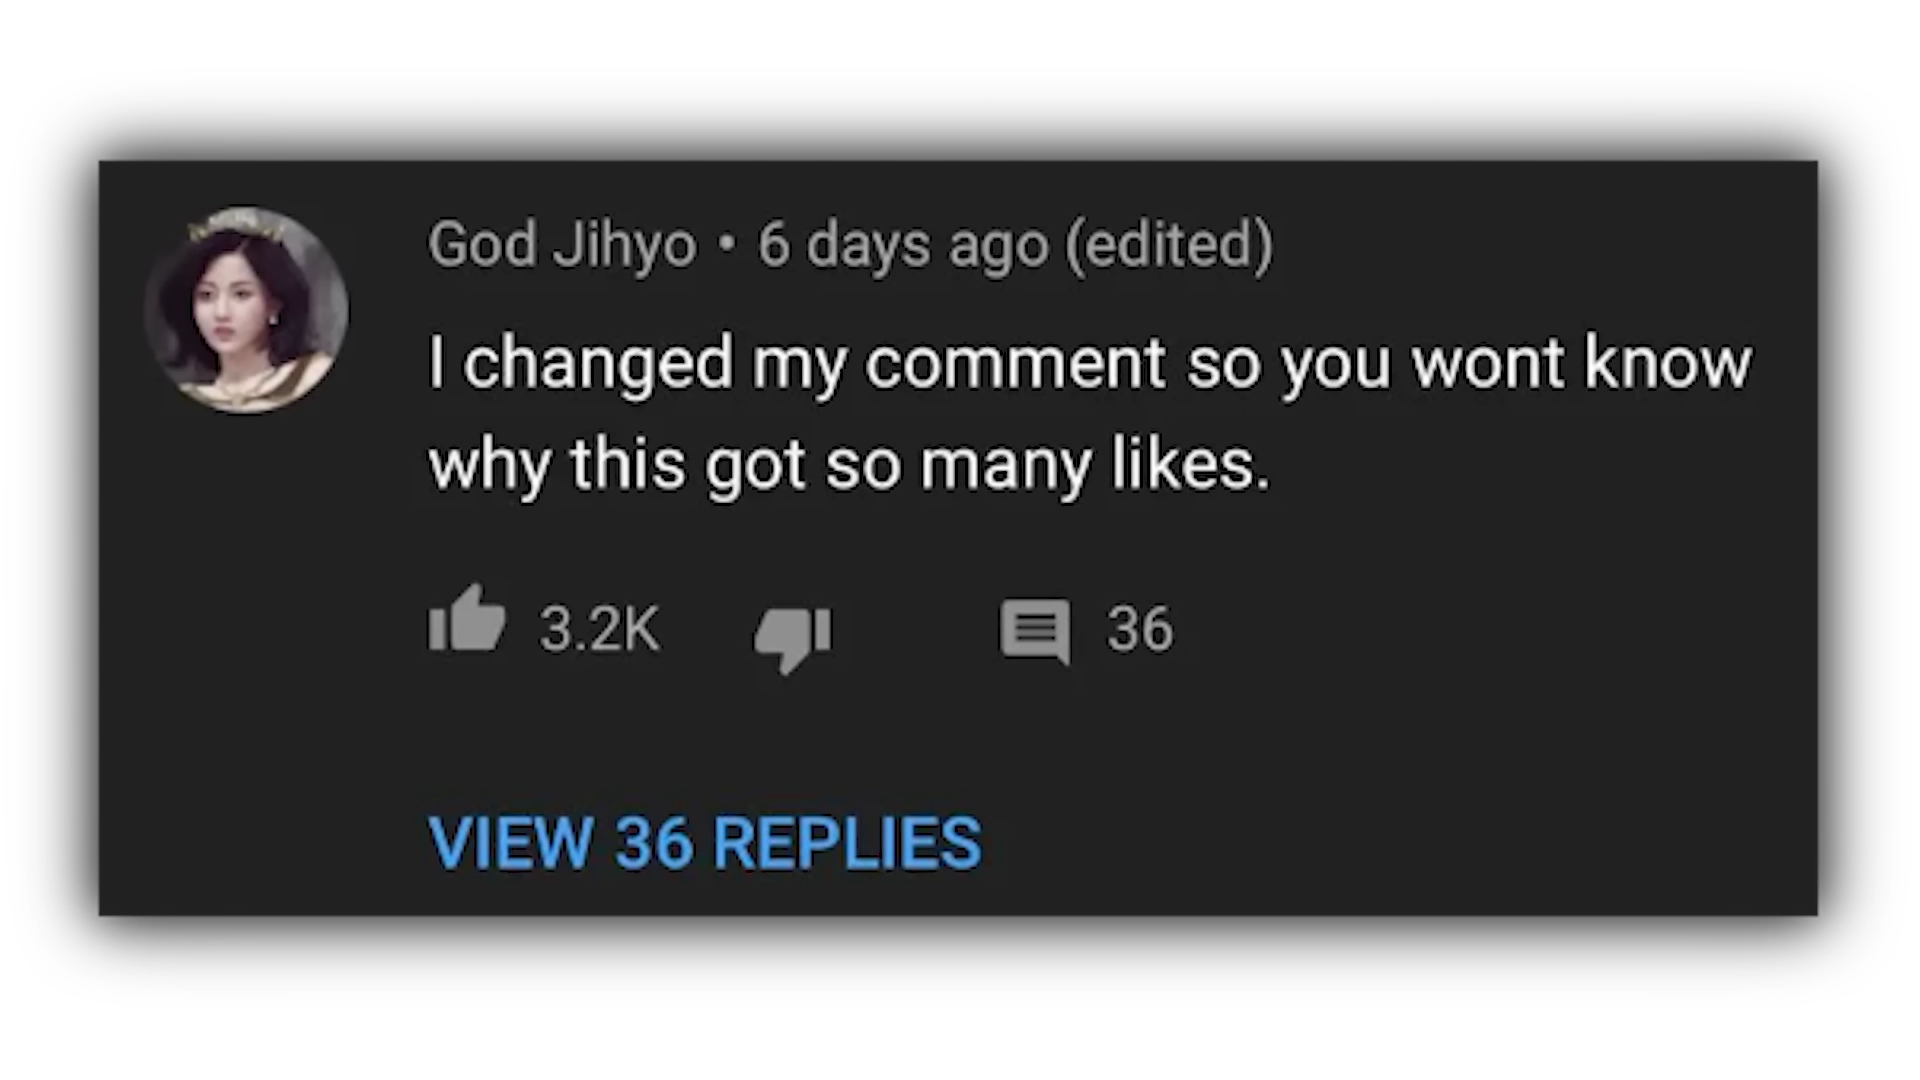 God Jihyo • 6 days ago (edited)
I changed my comment so you wont know
why this got so many likes.
3.2K 36
VIEW 36 REPLIES